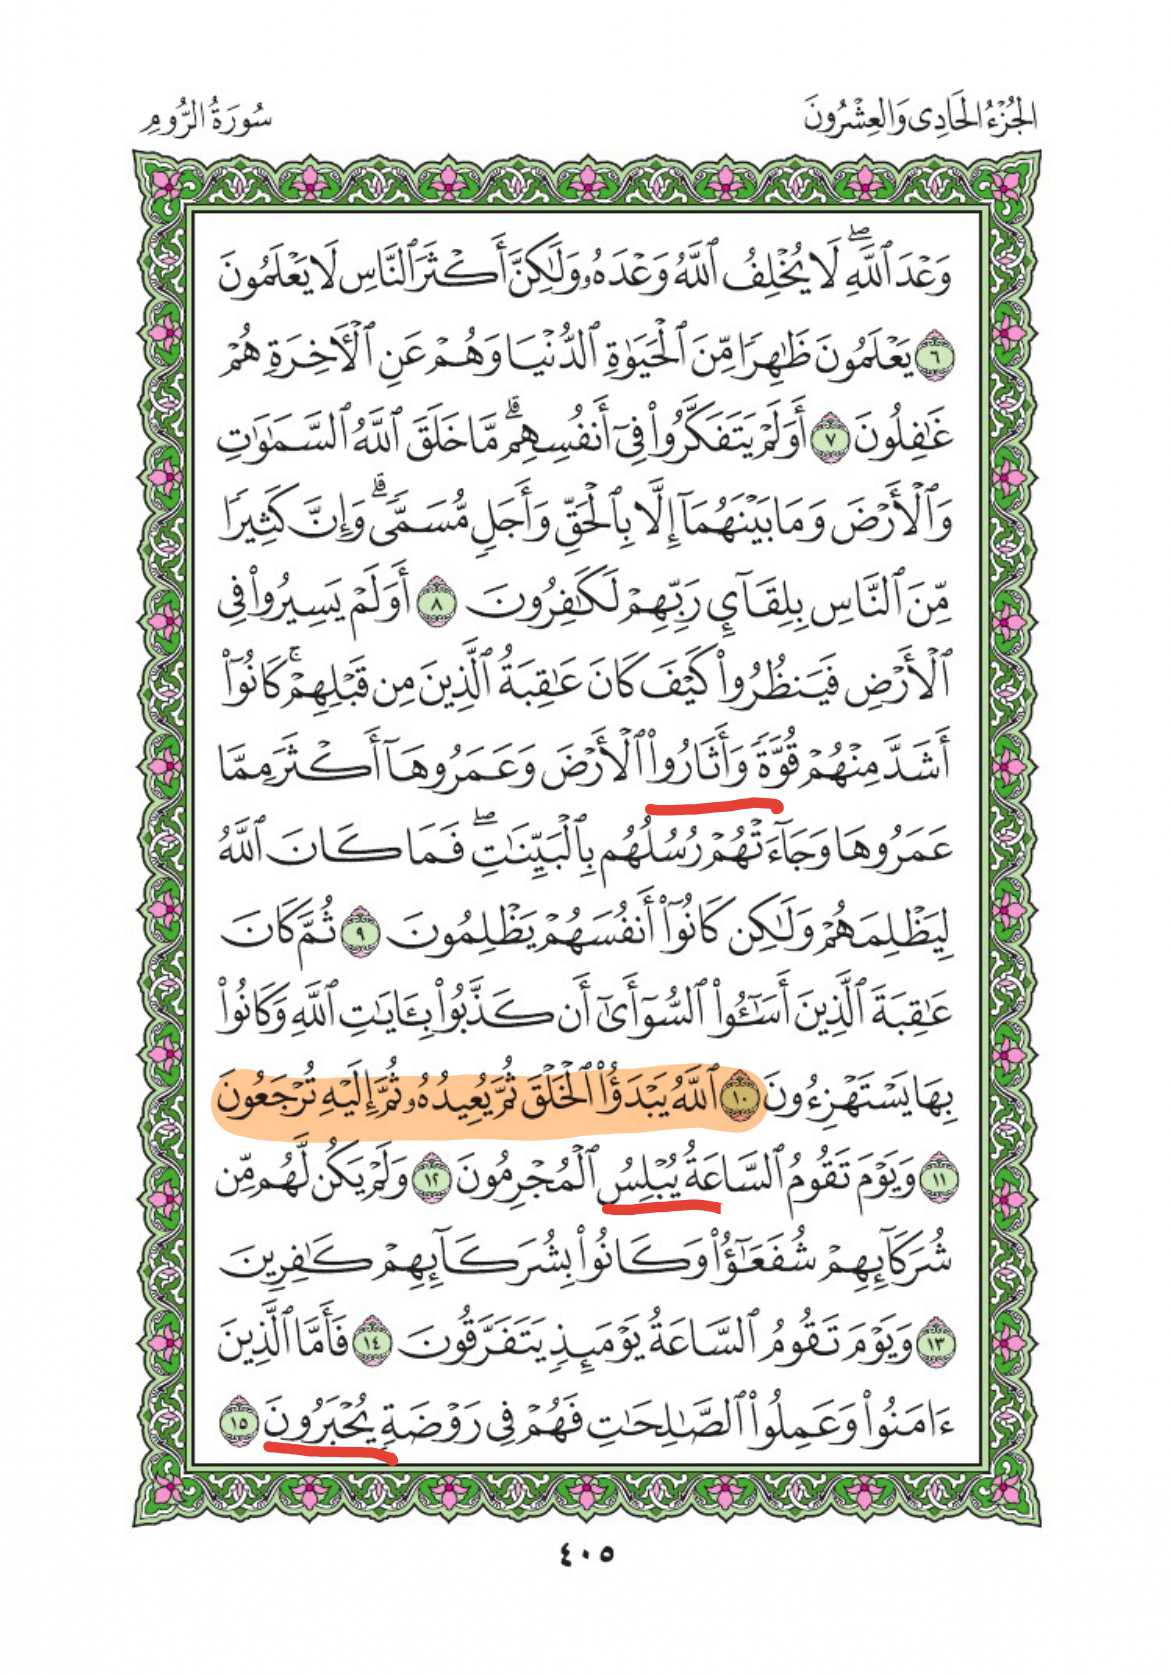 الجُزْءُ الحَادِى وَالعِشْرُونَ
سُورَةُ الرُّومِ
وَعْدَ ٱللَّهِۖ لَا يُخْلِفُ ٱللَّهُ وَعْدَهُۥ وَلَٰكِنَّ أَكْثَرَ ٱلنَّاسِ لَا يَعْلَمُونَ
٦ يَعْلَمُونَ ظَٰهِرًا مِّنَ ٱلْحَيَوٰةِ ٱلدُّنْيَا وَهُمْ عَنِ ٱلْأَخِرَةِ هُمْ
غَٰفِلُونَ ٧ أَوَلَمْ يَتَفَكَّرُوا۟ فِىٓ أَنفُسِهِمۗ مَّا خَلَقَ ٱللَّهُ ٱلسَّمَٰوَٰتِ
وَٱلْأَرْضَ وَمَا بَيْنَهُمَآ إِلَّا بِٱلْحَقِّ وَأَجَلٍ مُّسَمًّىۗ وَإِنَّ كَثِيرًا
مِّنَ ٱلنَّاسِ بِلِقَآئِ رَبِّهِمْ لَكَٰفِرُونَ ٨ أَوَلَمْ يَسِيرُوا۟ فِى
ٱلْأَرْضِ فَيَنظُرُوا۟ كَيْفَ كَانَ عَٰقِبَةُ ٱلَّذِينَ مِن قَبْلِهِمْۚ كَانُوٓا۟
أَشَدَّ مِنْهُمْ قُوَّةً وَأَثَارُوا۟ ٱلْأَرْضَ وَعَمَرُوهَآ أَكْثَرَ مِمَّا
عَمَرُوهَا وَجَآءَتْهُمْ رُسُلُهُم بِٱلْبَيِّنَٰتِۖ فَمَا كَانَ ٱللَّهُ
لِيَظْلِمَهُمْ وَلَٰكِن كَانُوٓا۟ أَنفُسَهُمْ يَظْلِمُونَ ٩ ثُمَّ كَانَ
عَٰقِبَةَ ٱلَّذِينَ أَسَٰٓـُٔوا۟ ٱلسُّوٓأَىٰٓ أَن كَذَّبُوا۟ بِـَٔايَٰتِ ٱللَّهِ وَكَانُوا۟
بِهَا يَسْتَهْزِءُونَ ١٠ ٱللَّهُ يَبْدَؤُا۟ ٱلْخَلْقَ ثُمَّ يُعِيدُهُۥ ثُمَّ إِلَيْهِ تُرْجَعُونَ
١١ وَيَوْمَ تَقُومُ ٱلسَّاعَةُ يُبْلِسُ ٱلْمُجْرِمُونَ ١٢ وَلَمْ يَكُن لَّهُم مِّن
شُرَكَآئِهِمْ شُفَعَٰٓؤُا۟ وَكَانُوا۟ بِشُرَكَآئِهِمْ كَٰفِرِينَ
١٣ وَيَوْمَ تَقُومُ ٱلسَّاعَةُ يَوْمَئِذٍ يَتَفَرَّقُونَ ١٤ فَأَمَّا ٱلَّذِينَ
ءَامَنُوا۟ وَعَمِلُوا۟ ٱلصَّٰلِحَٰتِ فَهُمْ فِى رَوْضَةٍ يُحْبَرُونَ ١٥
٤٠٥